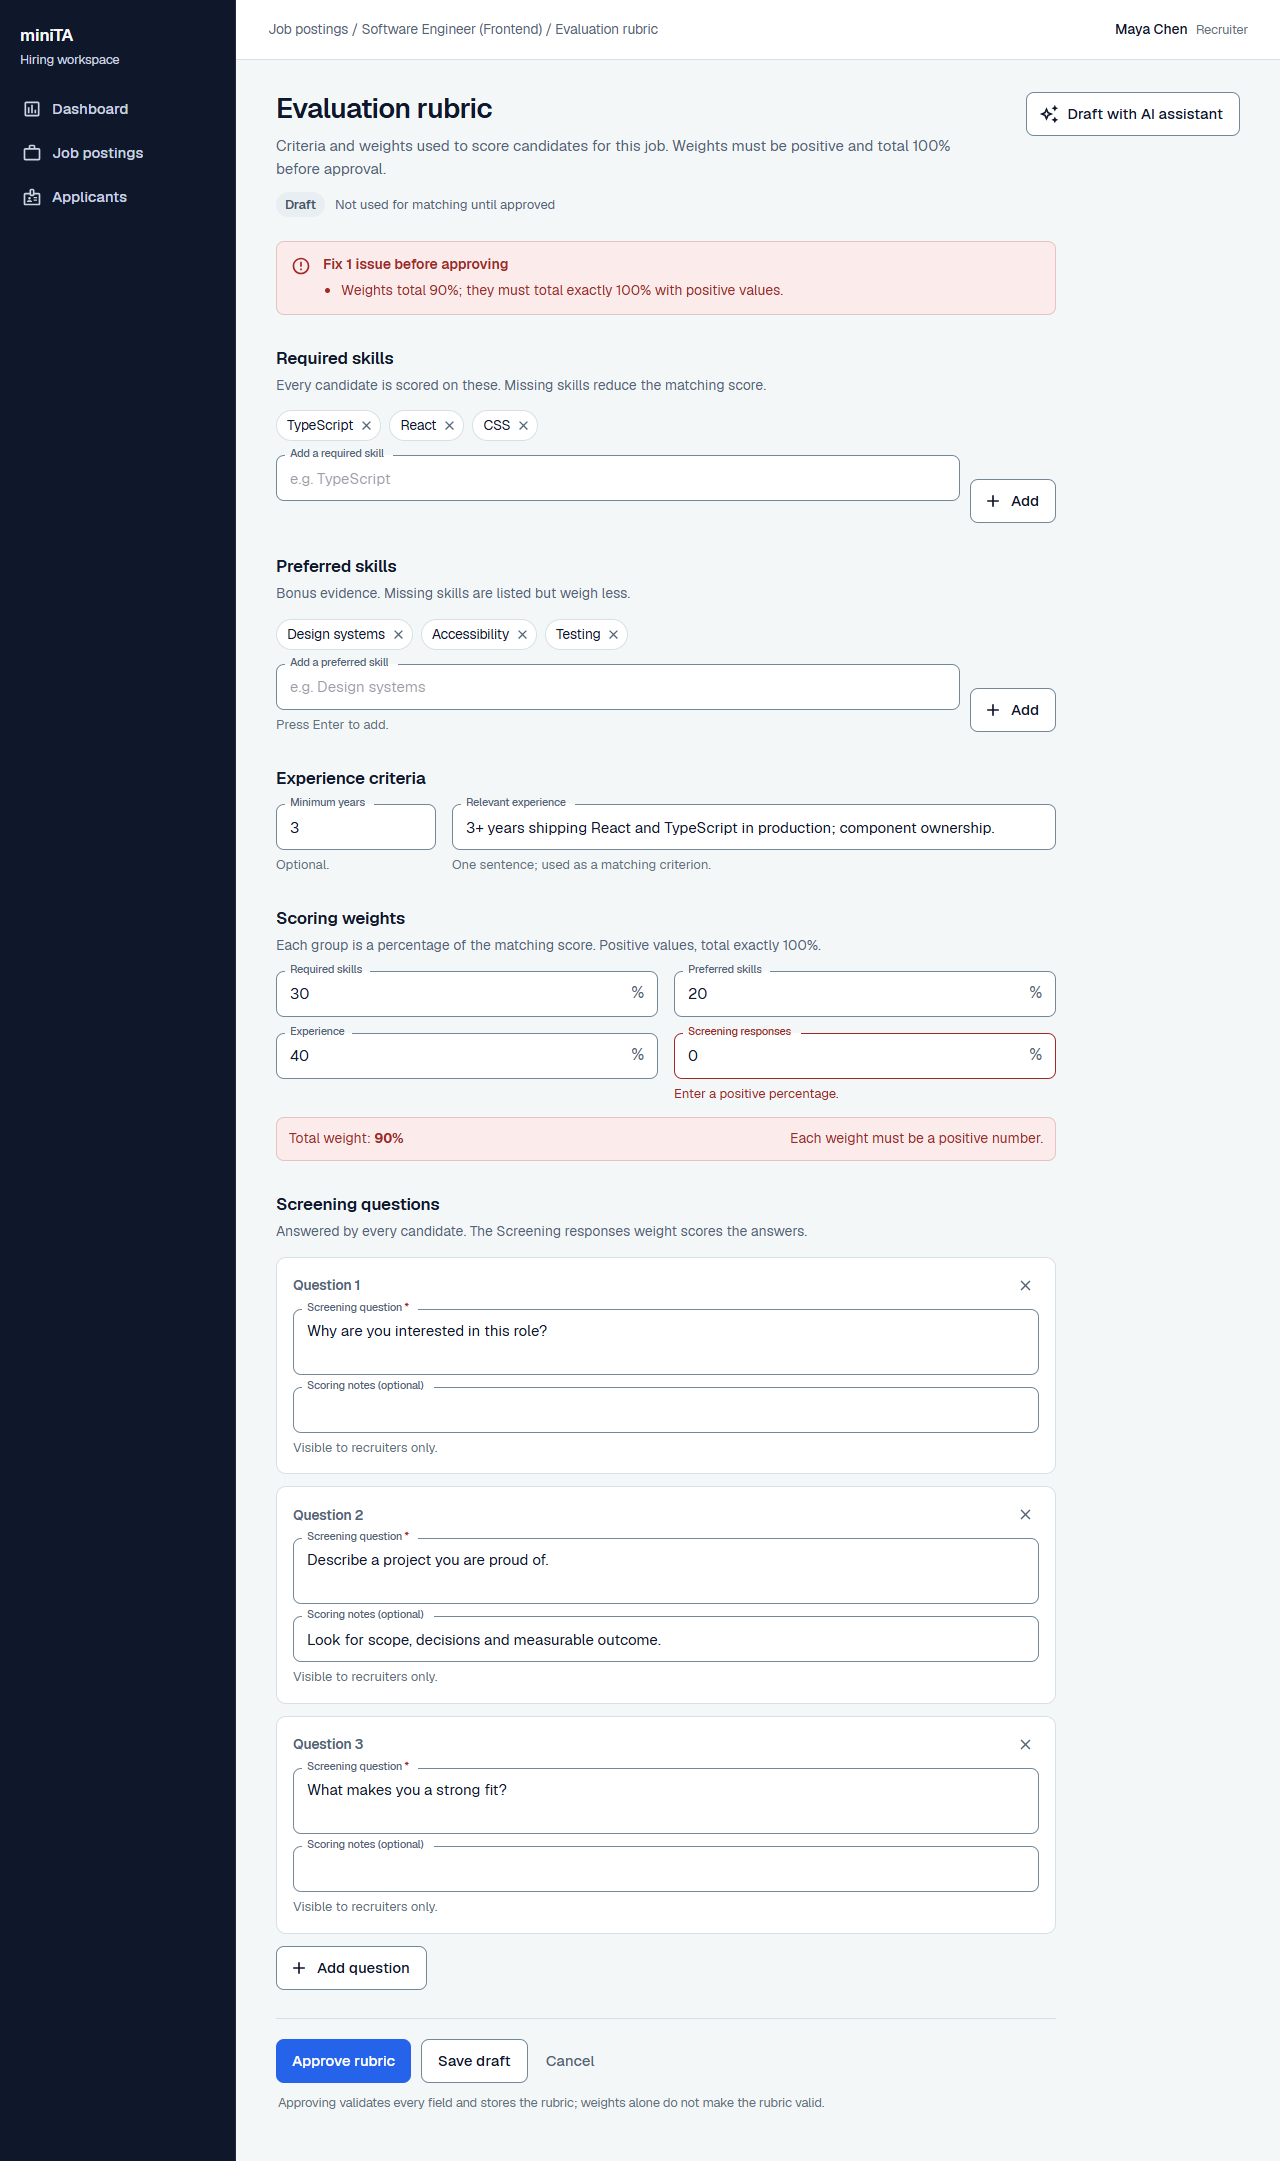 miniTA
Hiring workspace
Dashboard
Job postings
Applicants
Job postings / Software Engineer (Frontend) / Evaluation rubric
Maya Chen Recruiter
Evaluation rubric
Draft with AI assistant
Criteria and weights used to score candidates for this job. Weights must be positive and total 100%
before approval.
Draft Not used for matching until approved
Fix 1 issue before approving
• Weights total 90%; they must total exactly 100% with positive values.
Required skills
Every candidate is scored on these. Missing skills reduce the matching score.
TypeScript × React × CSS ×
Add a required skill
e.g. TypeScript
+ Add
Preferred skills
Bonus evidence. Missing skills are listed but weigh less.
Design systems × Accessibility × Testing ×
Add a preferred skill
e.g. Design systems
+ Add
Press Enter to add.
Experience criteria
Minimum years
3
Optional.
Relevant experience
3+ years shipping React and TypeScript in production; component ownership.
One sentence; used as a matching criterion.
Scoring weights
Each group is a percentage of the matching score. Positive values, total exactly 100%.
Required skills
30 %
Preferred skills
20 %
Experience
40 %
Screening responses
0 %
Enter a positive percentage.
Total weight: 90% Each weight must be a positive number.
Screening questions
Answered by every candidate. The Screening responses weight scores the answers.
Question 1 ×
Screening question *
Why are you interested in this role?
Scoring notes (optional)
Visible to recruiters only.
Question 2 ×
Screening question *
Describe a project you are proud of.
Scoring notes (optional)
Look for scope, decisions and measurable outcome.
Visible to recruiters only.
Question 3 ×
Screening question *
What makes you a strong fit?
Scoring notes (optional)
Visible to recruiters only.
+ Add question
Approve rubric Save draft Cancel
Approving validates every field and stores the rubric; weights alone do not make the rubric valid.